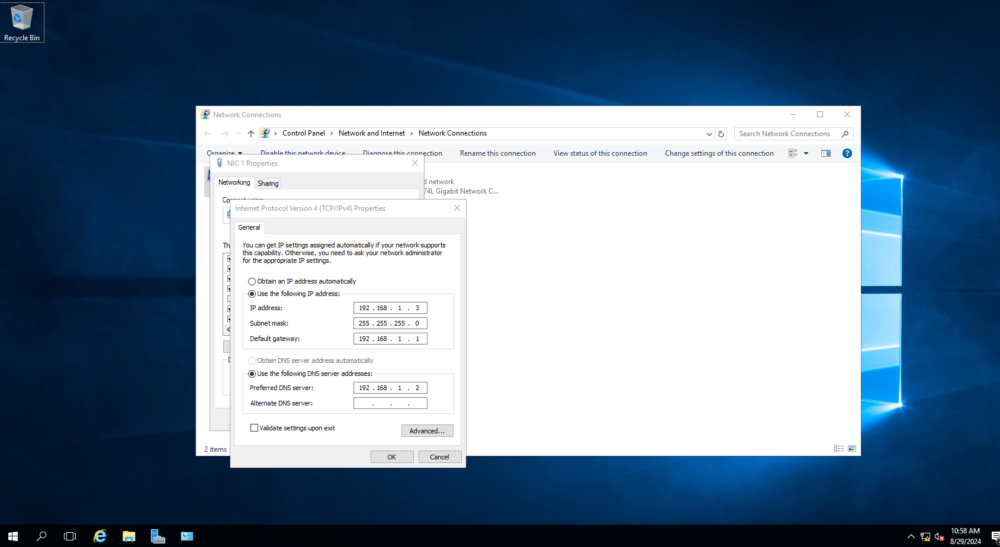 Recycle Bin
Network Connections
Control Panel > Network and Internet > Network Connections
Search Network Connections
Organize Disable this network device Diagnose this connection Rename this connection View status of this connection Change settings of this connection
NIC 1 Properties
d network
74L Gigabit Network C...
Networking Sharing
Connect using:
Internet Protocol Version 4 (TCP/IPv4) Properties
General
Th
You can get IP settings assigned automatically if your network supports
this capability. Otherwise, you need to ask your network administrator
for the appropriate IP settings.
Obtain an IP address automatically
Use the following IP address:
IP address: 192 . 168 . 1 . 3
Subnet mask: 255 . 255 . 255 . 0
Default gateway: 192 . 168 . 1 . 1
Obtain DNS server address automatically
Use the following DNS server addresses:
Preferred DNS server: 192 . 168 . 1 . 2
Alternate DNS server: . . .
Validate settings upon exit
Advanced...
2 items
OK Cancel
10:58 AM
8/29/2024